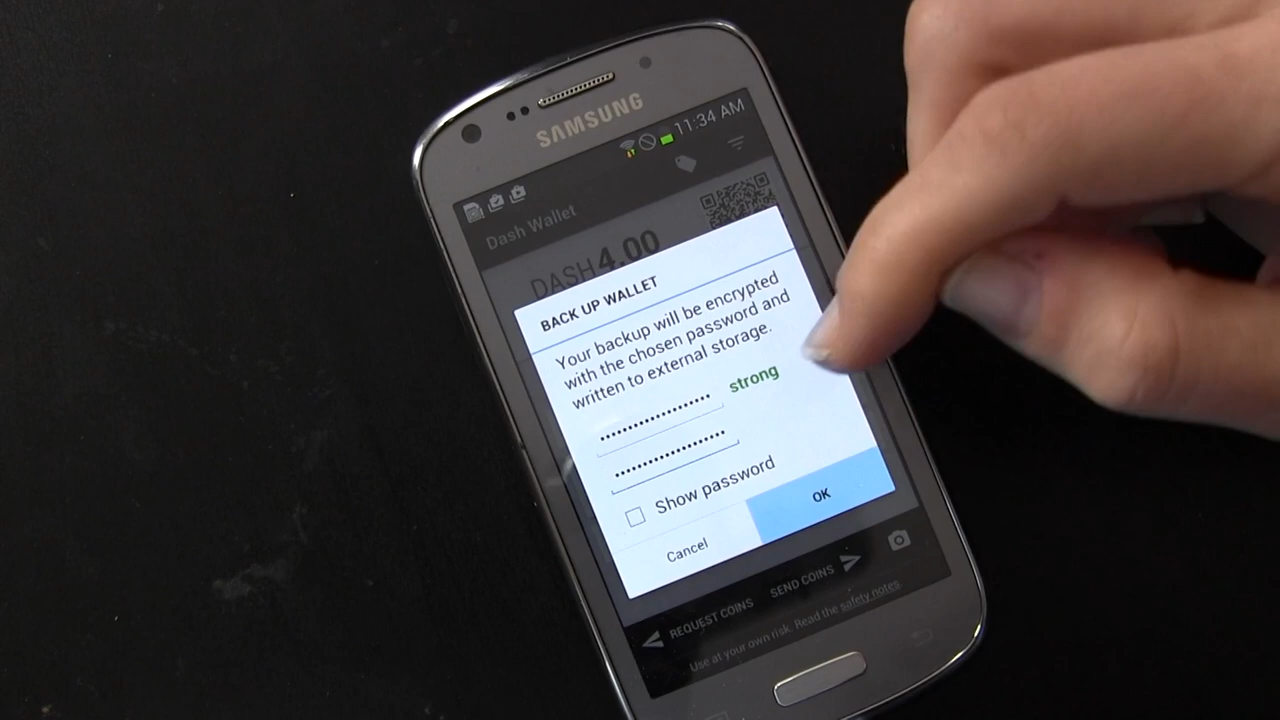 SAMSUNG
11:34 AM
Dash Wallet
DASH 4.00
BACK UP WALLET
Your backup will be encrypted
with the chosen password and
written to external storage.
••••••••••••••••••• strong
•••••••••••••••••••
Show password
Cancel
OK
REQUEST COINS
SEND COINS
Use at your own risk. Read the safety notes.